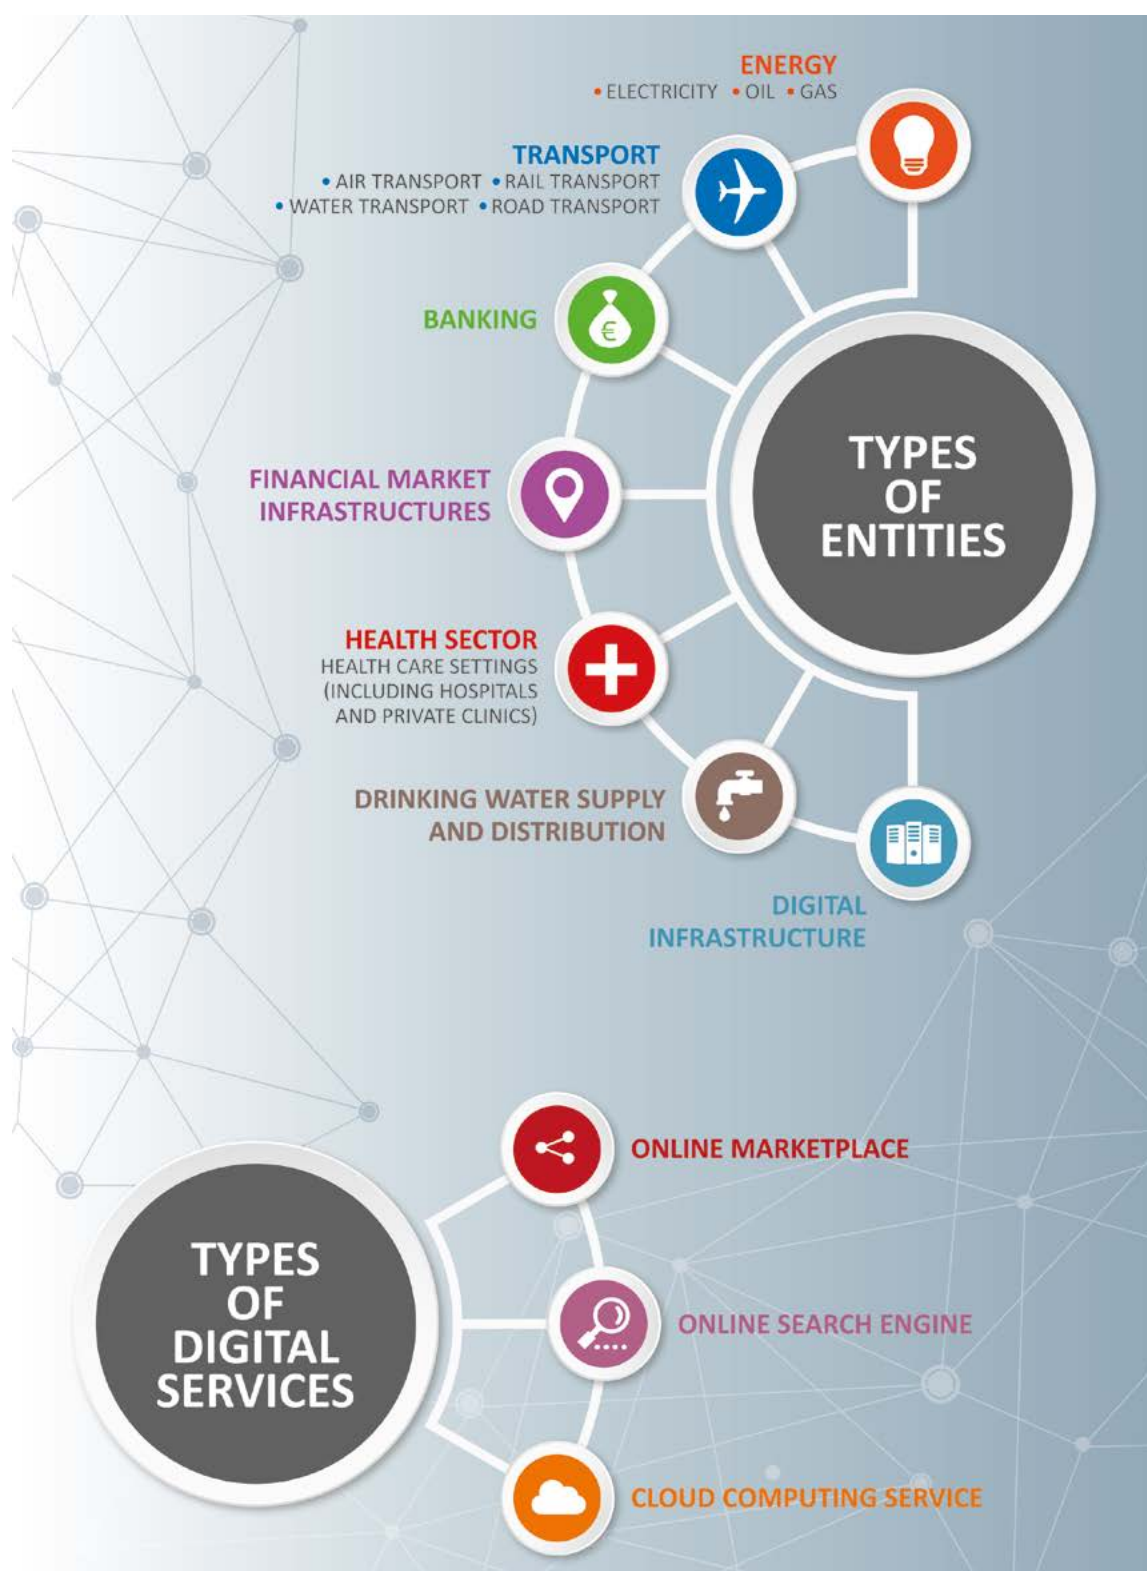 ENERGY
• ELECTRICITY • OIL • GAS
TRANSPORT
• AIR TRANSPORT • RAIL TRANSPORT
• WATER TRANSPORT • ROAD TRANSPORT
BANKING
€
FINANCIAL MARKET
INFRASTRUCTURES
TYPES
OF
ENTITIES
HEALTH SECTOR
HEALTH CARE SETTINGS
(INCLUDING HOSPITALS
AND PRIVATE CLINICS)
DRINKING WATER SUPPLY
AND DISTRIBUTION
DIGITAL
INFRASTRUCTURE
TYPES
OF
DIGITAL
SERVICES
ONLINE MARKETPLACE
ONLINE SEARCH ENGINE
CLOUD COMPUTING SERVICE